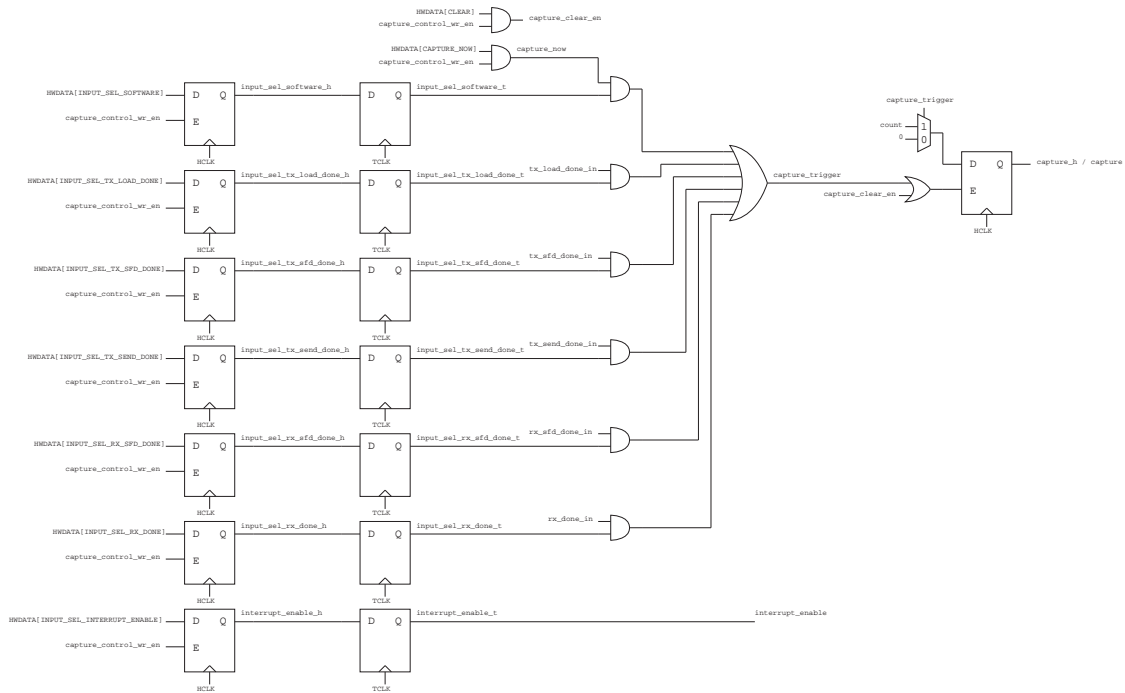 HWDATA[CLEAR]
capture_control_wr_en
capture_clear_en
HWDATA[CAPTURE_NOW]
capture_control_wr_en
capture_now
HWDATA[INPUT_SEL_SOFTWARE]
capture_control_wr_en
D Q
E
HCLK
input_sel_software_h
D Q
TCLK
input_sel_software_t
HWDATA[INPUT_SEL_TX_LOAD_DONE]
capture_control_wr_en
D Q
E
HCLK
input_sel_tx_load_done_h
D Q
TCLK
input_sel_tx_load_done_t
tx_load_done_in
HWDATA[INPUT_SEL_TX_SFD_DONE]
capture_control_wr_en
D Q
E
HCLK
input_sel_tx_sfd_done_h
D Q
TCLK
input_sel_tx_sfd_done_t
tx_sfd_done_in
HWDATA[INPUT_SEL_TX_SEND_DONE]
capture_control_wr_en
D Q
E
HCLK
input_sel_tx_send_done_h
D Q
TCLK
input_sel_tx_send_done_t
tx_send_done_in
HWDATA[INPUT_SEL_RX_SFD_DONE]
capture_control_wr_en
D Q
E
HCLK
input_sel_rx_sfd_done_h
D Q
TCLK
input_sel_rx_sfd_done_t
rx_sfd_done_in
HWDATA[INPUT_SEL_RX_DONE]
capture_control_wr_en
D Q
E
HCLK
input_sel_rx_done_h
D Q
TCLK
input_sel_rx_done_t
rx_done_in
HWDATA[INPUT_SEL_INTERRUPT_ENABLE]
capture_control_wr_en
D Q
E
HCLK
interrupt_enable_h
D Q
TCLK
interrupt_enable_t
interrupt_enable
capture_trigger
capture_clear_en
capture_trigger
count
0
1
0
D Q
E
HCLK
capture_h / capture